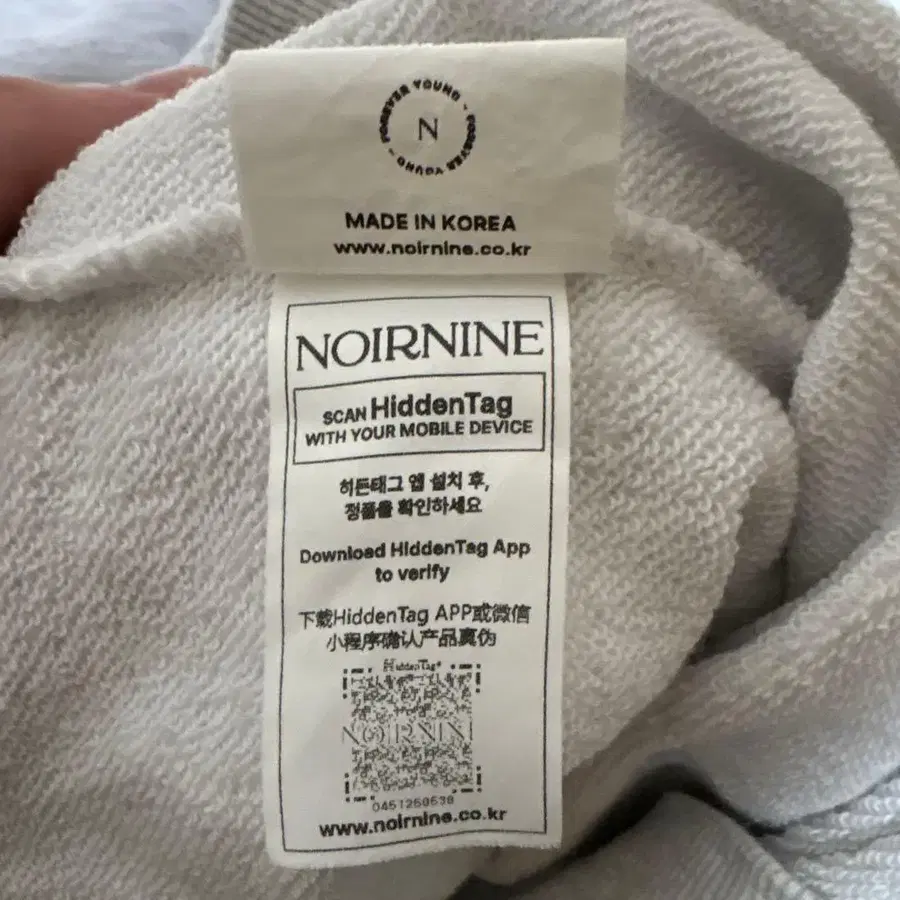 FOREVER YOUNG - FOREVER YOUNG -
N
MADE IN KOREA
www.noirnine.co.kr
NOIRNINE
SCAN HiddenTag
WITH YOUR MOBILE DEVICE
히든태그 앱 설치 후,
정품을 확인하세요
Download HiddenTag App
to verify
下载HiddenTag APP或微信
小程序确认产品真伪
HiddenTag®
NOIRNINE
0451260538
www.noirnine.co.kr